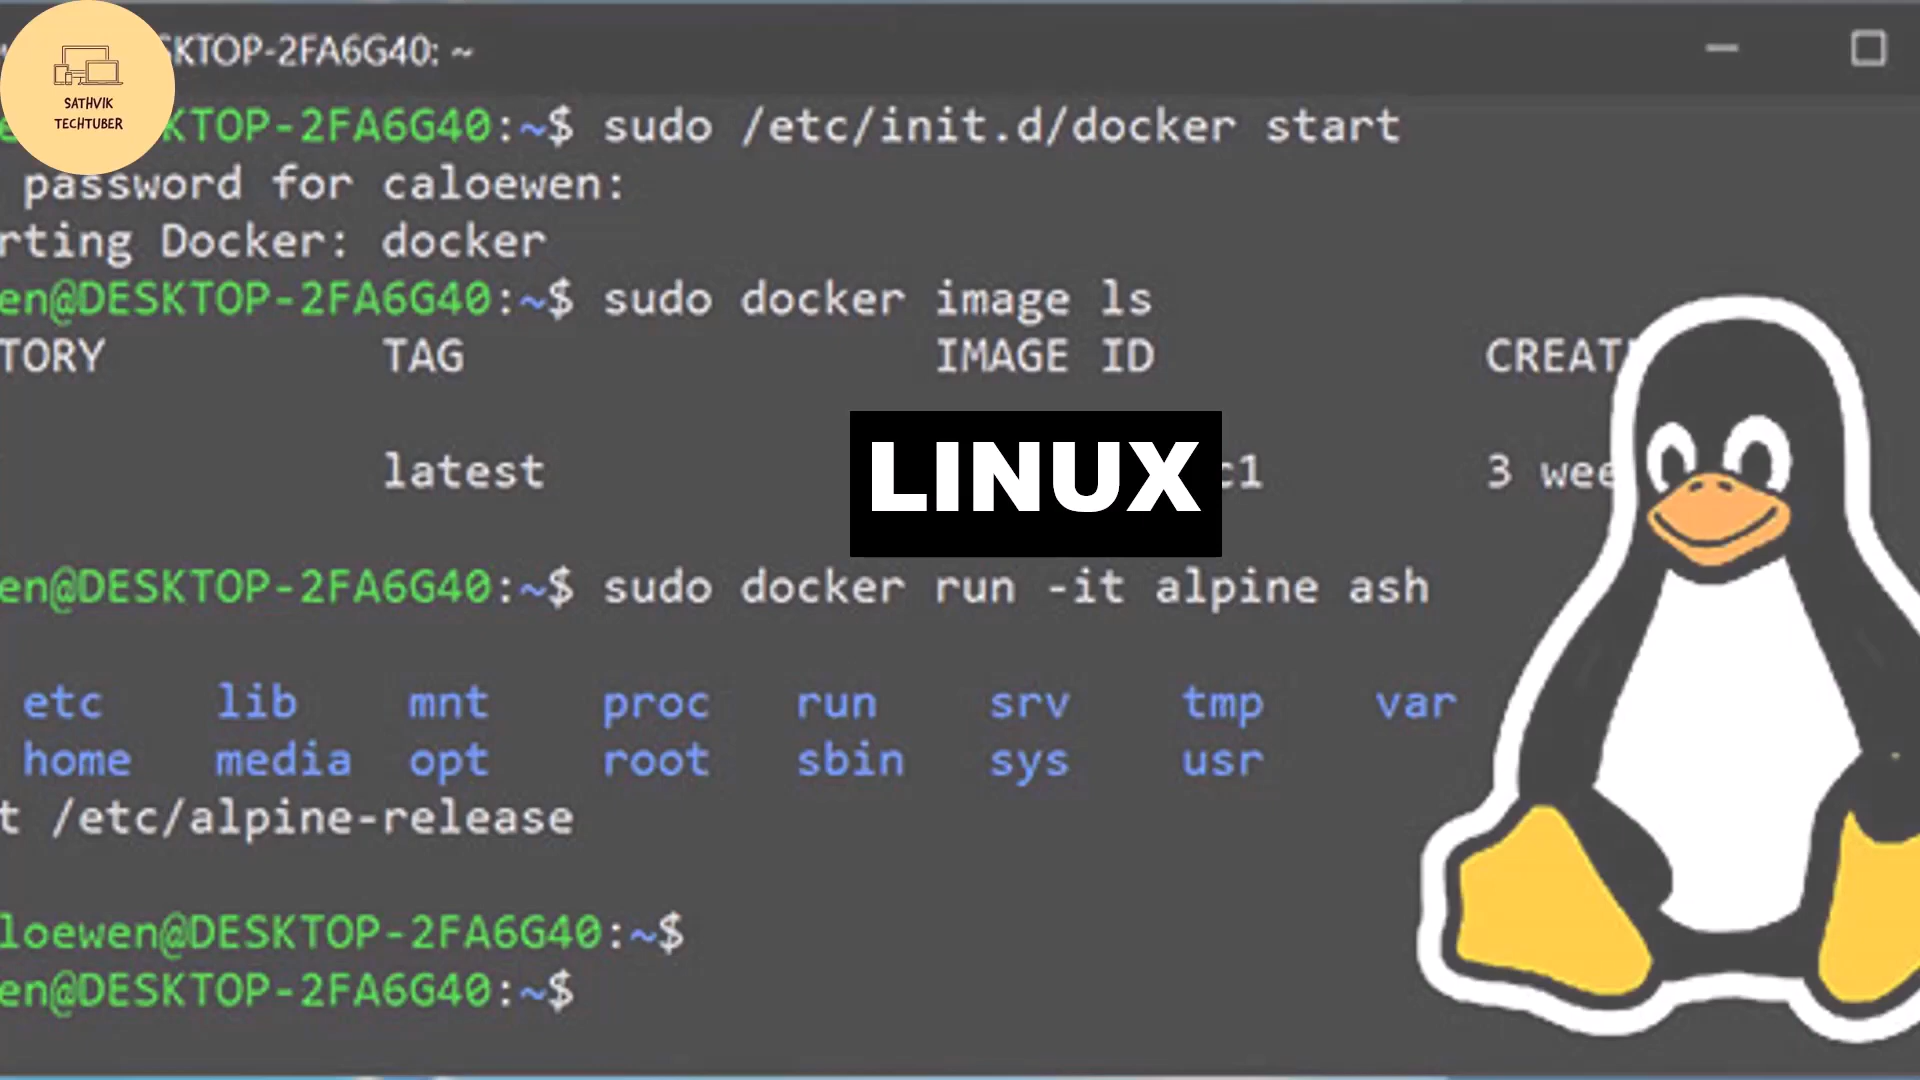 SKTOP-2FA6G40: ~
SATHVIK
TECHTUBER
KTOP-2FA6G40:~$ sudo /etc/init.d/docker start
password for caloewen:
rting Docker: docker
en@DESKTOP-2FA6G40:~$ sudo docker image ls
TORY TAG IMAGE ID CREAT
latest c1 3 wee
LINUX
en@DESKTOP-2FA6G40:~$ sudo docker run -it alpine ash
etc lib mnt proc run srv tmp var
home media opt root sbin sys usr
t /etc/alpine-release
loewen@DESKTOP-2FA6G40:~$
en@DESKTOP-2FA6G40:~$